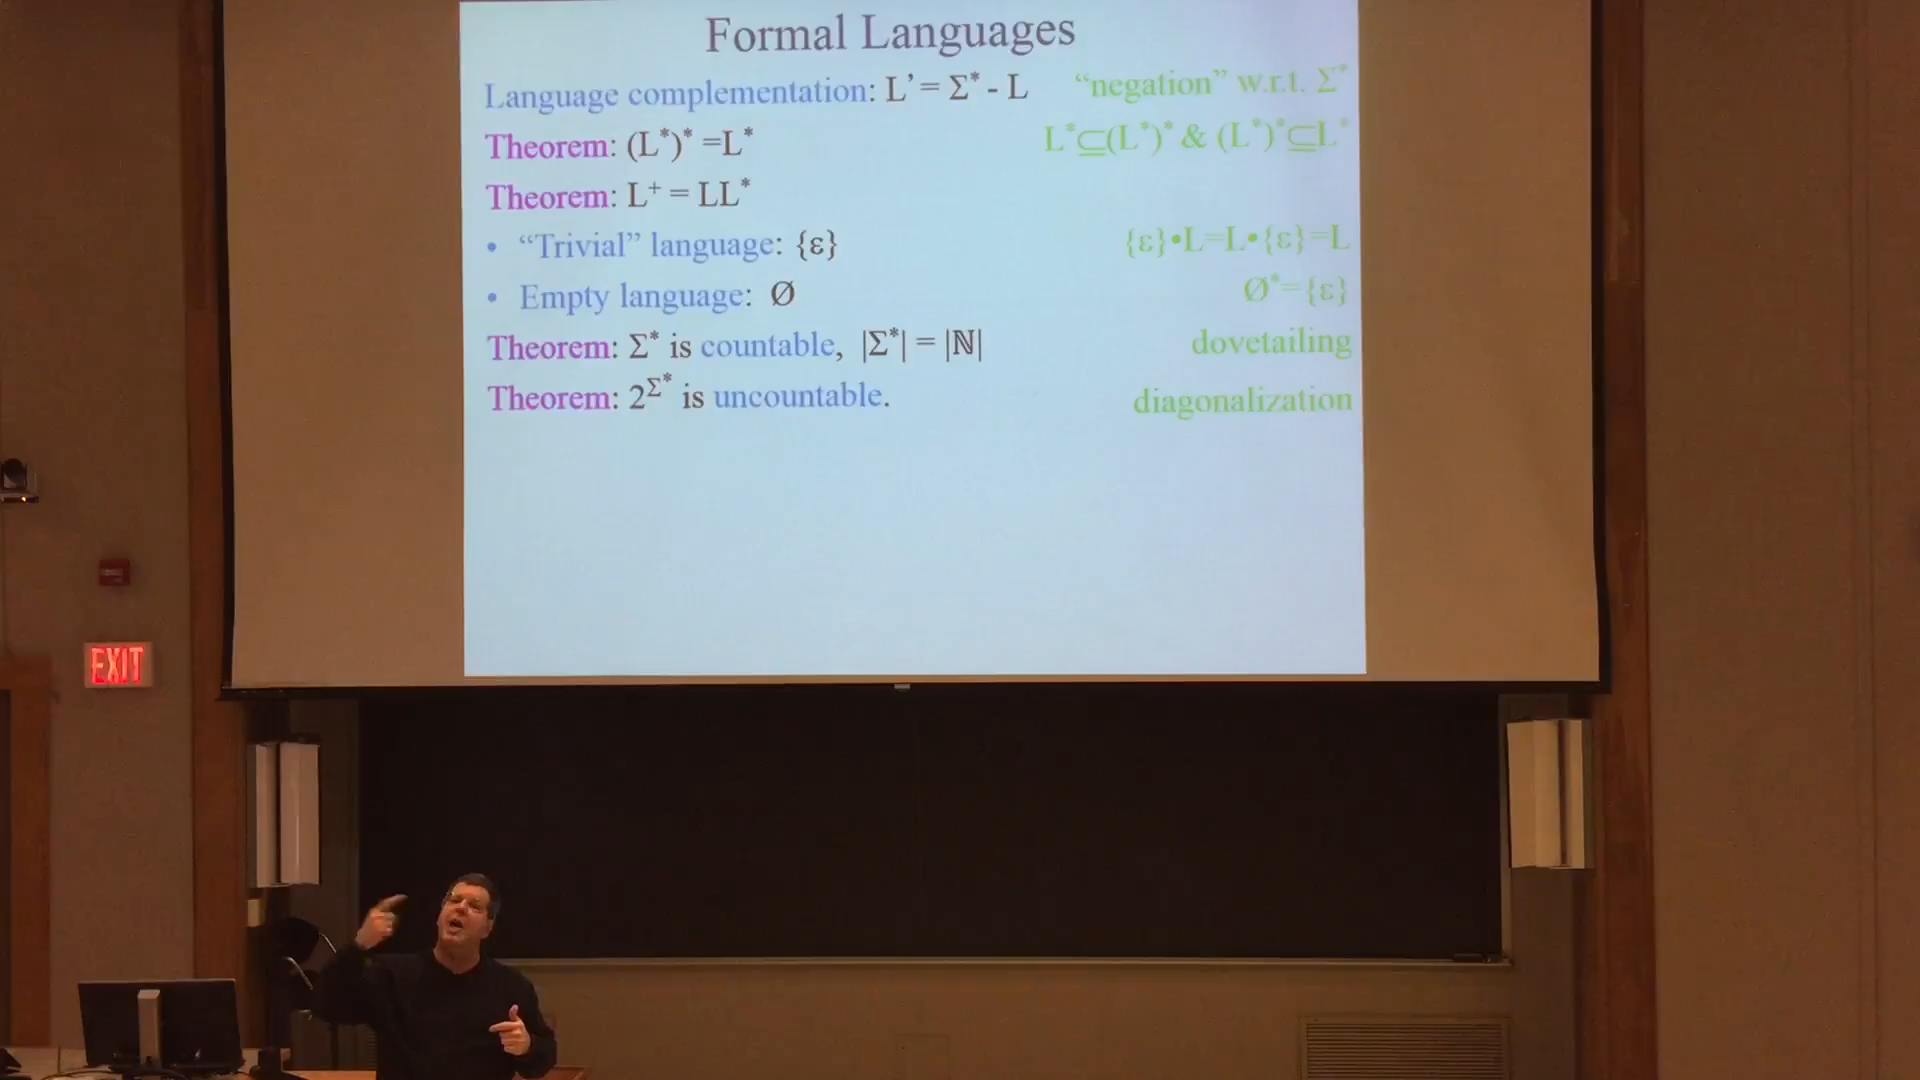 Formal Languages
Language complementation: L’ = Σ* - L “negation” w.r.t. Σ*
Theorem: (L*)* =L* L*⊆(L*)* & (L*)*⊆L*
Theorem: L⁺ = LL*
• “Trivial” language: {ε} {ε}•L=L•{ε}=L
• Empty language: Ø Ø*={ε}
Theorem: Σ* is countable, |Σ*| = |ℕ| dovetailing
Theorem: 2^Σ* is uncountable. diagonalization
EXIT